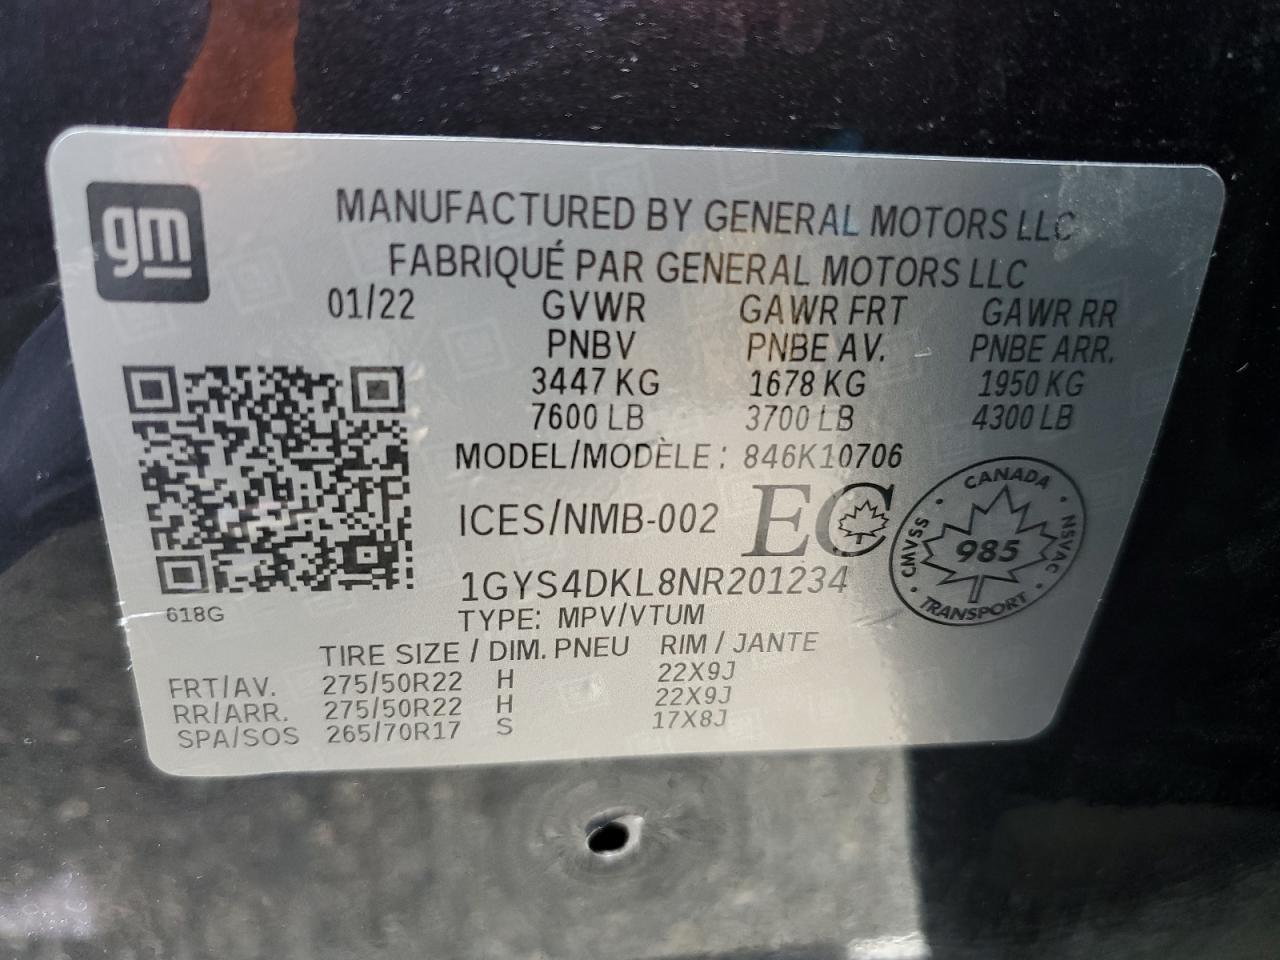 gm
MANUFACTURED BY GENERAL MOTORS LLC
FABRIQUÉ PAR GENERAL MOTORS LLC
01/22 GVWR GAWR FRT GAWR RR
PNBV PNBE AV. PNBE ARR.
3447 KG 1678 KG 1950 KG
7600 LB 3700 LB 4300 LB
MODEL/MODÈLE: 846K10706
ICES/NMB-002 EC
CANADA
CMVSS 985 NSVAC
TRANSPORT
1GYS4DKL8NR201234
618G
TYPE: MPV/VTUM
TIRE SIZE / DIM. PNEU RIM / JANTE
FRT/AV. 275/50R22 H 22X9J
RR/ARR. 275/50R22 H 22X9J
SPA/SOS 265/70R17 S 17X8J